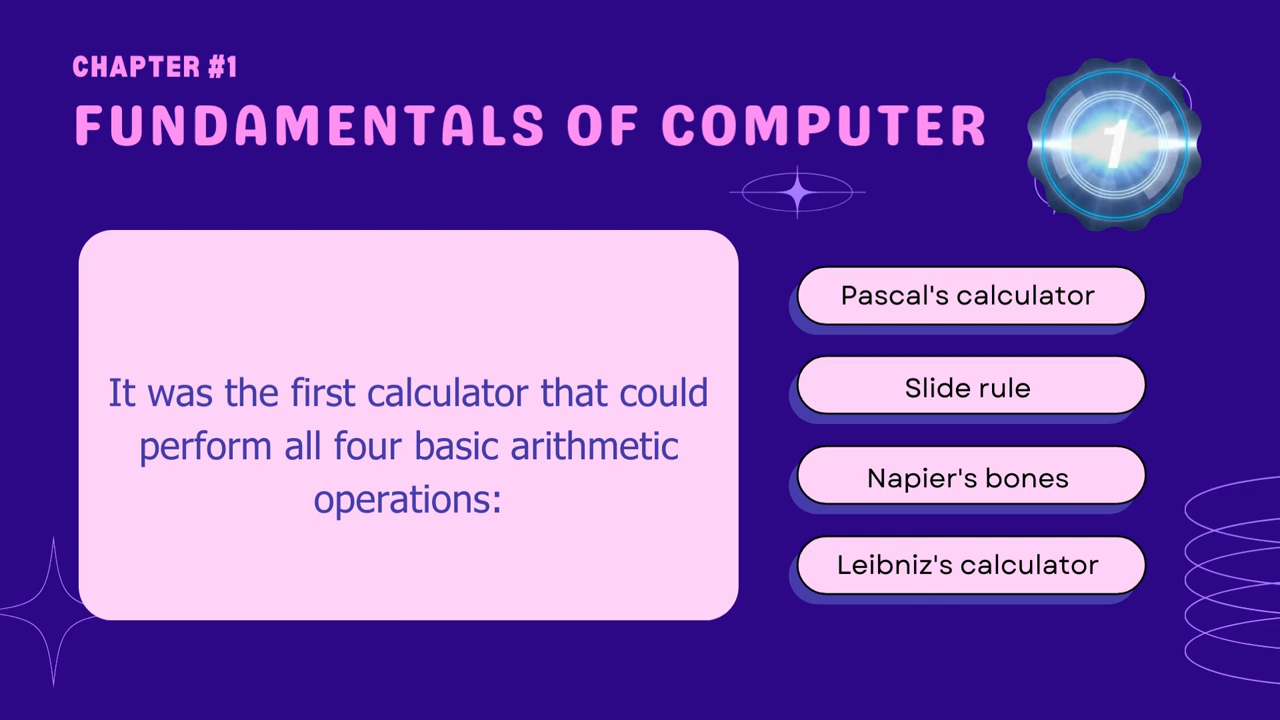 CHAPTER #1
FUNDAMENTALS OF COMPUTER
1
It was the first calculator that could
perform all four basic arithmetic
operations:
Pascal's calculator
Slide rule
Napier's bones
Leibniz's calculator